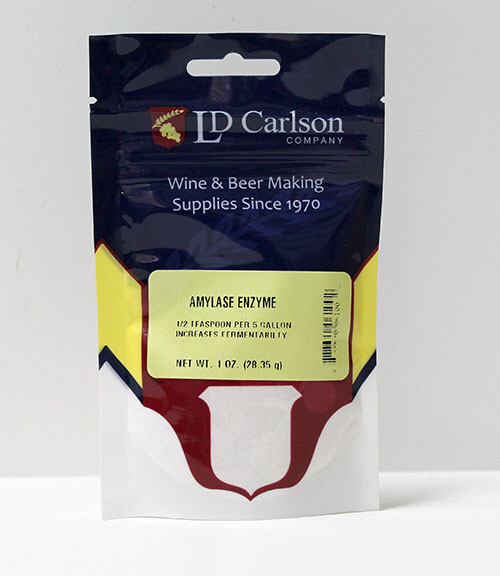 LD Carlson
COMPANY
Wine & Beer Making
Supplies Since 1970
AMYLASE ENZYME
1/2 TEASPOON PER 5 GALLON
INCREASES FERMENTABILTY
NET WT. 1 OZ. (28.35 g)